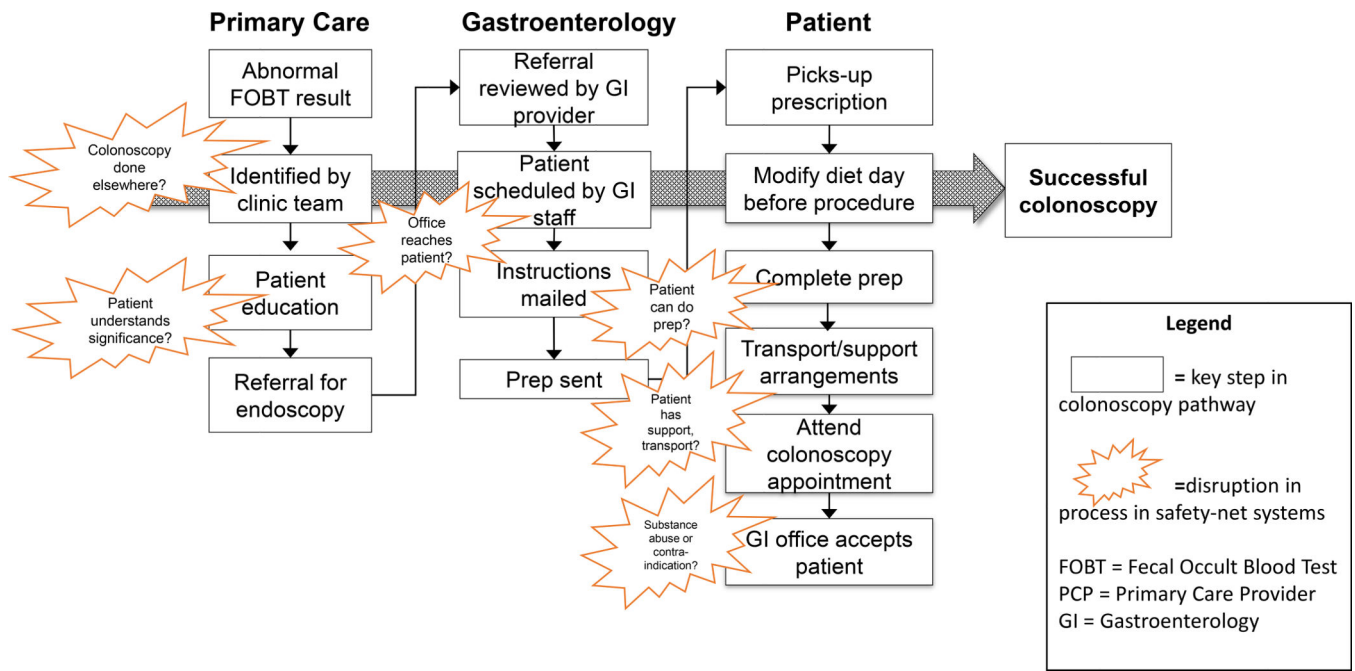 Primary Care
Abnormal
FOBT result
Colonoscopy
done
elsewhere?
Identified by
clinic team
Patient
understands
significance?
Patient
education
Referral for
endoscopy
Gastroenterology
Referral
reviewed by GI
provider
Patient
scheduled by GI
staff
Office
reaches
patient?
Instructions
mailed
Prep sent
Patient
Picks-up
prescription
Modify diet day
before procedure
Patient
can do
prep?
Complete prep
Patient
has
support,
transport?
Transport/support
arrangements
Attend
colonoscopy
appointment
Substance
abuse or
contra-
indication?
GI office accepts
patient
Successful
colonoscopy
Legend
= key step in
colonoscopy pathway
=disruption in
process in safety-net systems
FOBT = Fecal Occult Blood Test
PCP = Primary Care Provider
GI = Gastroenterology